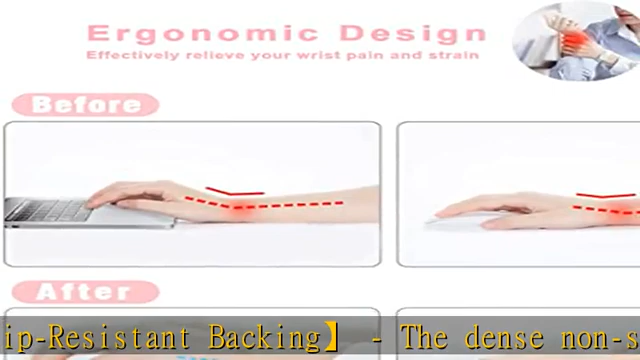 Ergonomic Design
Effectively relieve your wrist pain and strain
Before
After
ip-Resistant Backing】 - The dense non-s